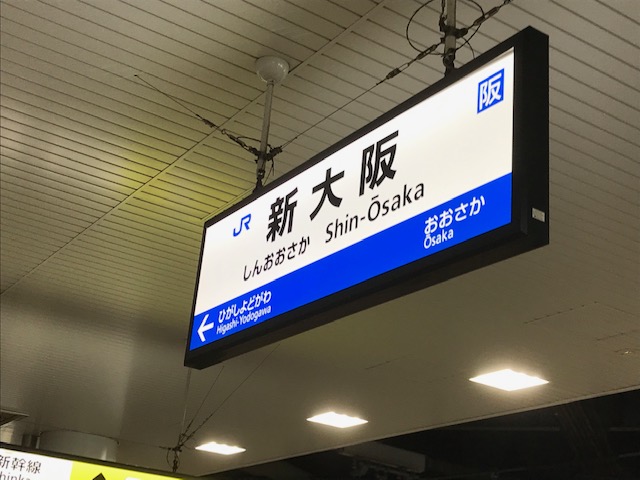 阪
JR
新大阪
しんおおさか Shin-Ōsaka
← ひがしよどがわ
Higashi-Yodogawa
おおさか
Ōsaka
新幹線